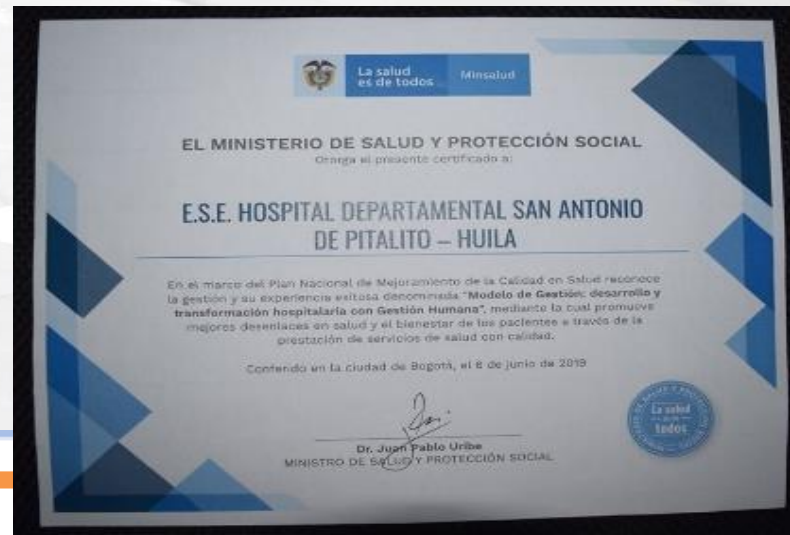 La salud
es de todos
Minsalud
EL MINISTERIO DE SALUD Y PROTECCIÓN SOCIAL
Otorga el presente certificado a:
E.S.E. HOSPITAL DEPARTAMENTAL SAN ANTONIO
DE PITALITO – HUILA
En el marco del Plan Nacional de Mejoramiento de la Calidad en Salud reconoce
la gestión y su experiencia exitosa denominada "Modelo de Gestión: desarrollo y
transformación hospitalaria con Gestión Humana", mediante la cual promueve
mejores desenlaces en salud y el bienestar de los pacientes a través de la
prestación de servicios de salud con calidad.
Conferido en la ciudad de Bogotá, el 6 de junio de 2019
Dr. Juan Pablo Uribe
MINISTRO DE SALUD Y PROTECCIÓN SOCIAL
La salud
es de
todos